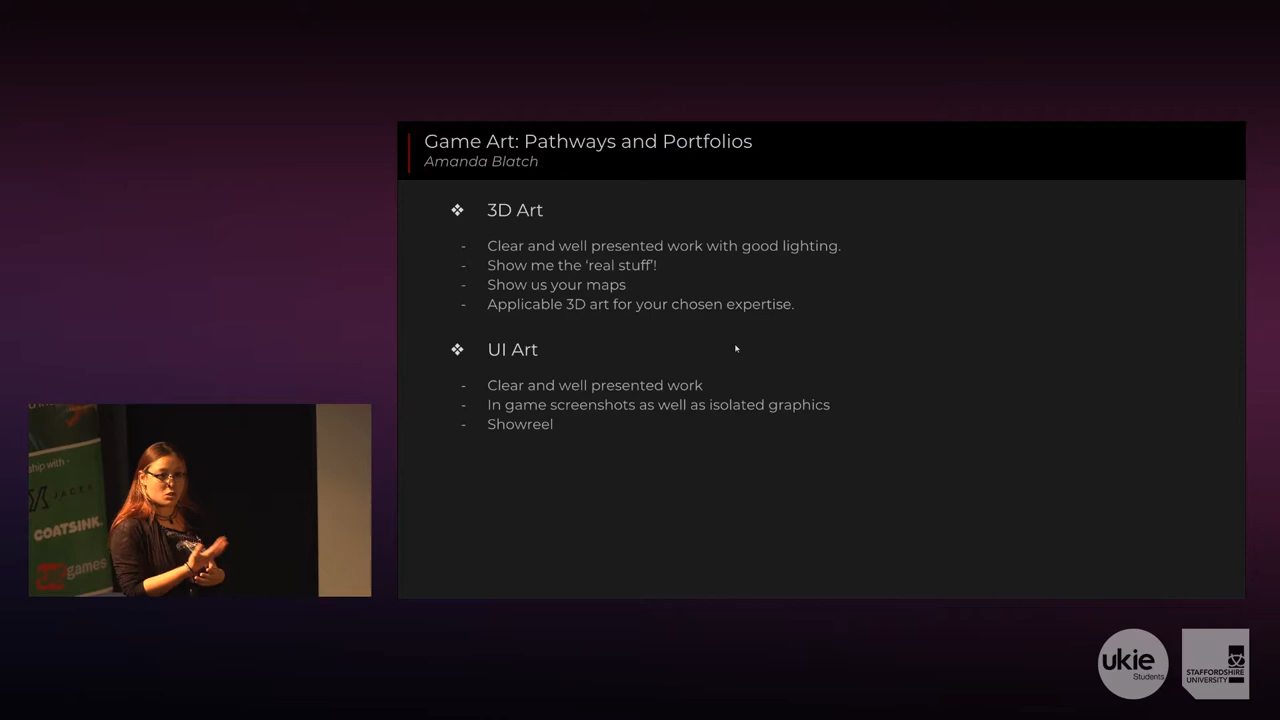 Game Art: Pathways and Portfolios
Amanda Blatch
❖ 3D Art
- Clear and well presented work with good lighting.
- Show me the ‘real stuff’!
- Show us your maps
- Applicable 3D art for your chosen expertise.
❖ UI Art
- Clear and well presented work
- In game screenshots as well as isolated graphics
- Showreel
ship with -
COATSINK.
games
ukie
Students
STAFFORDSHIRE
UNIVERSITY